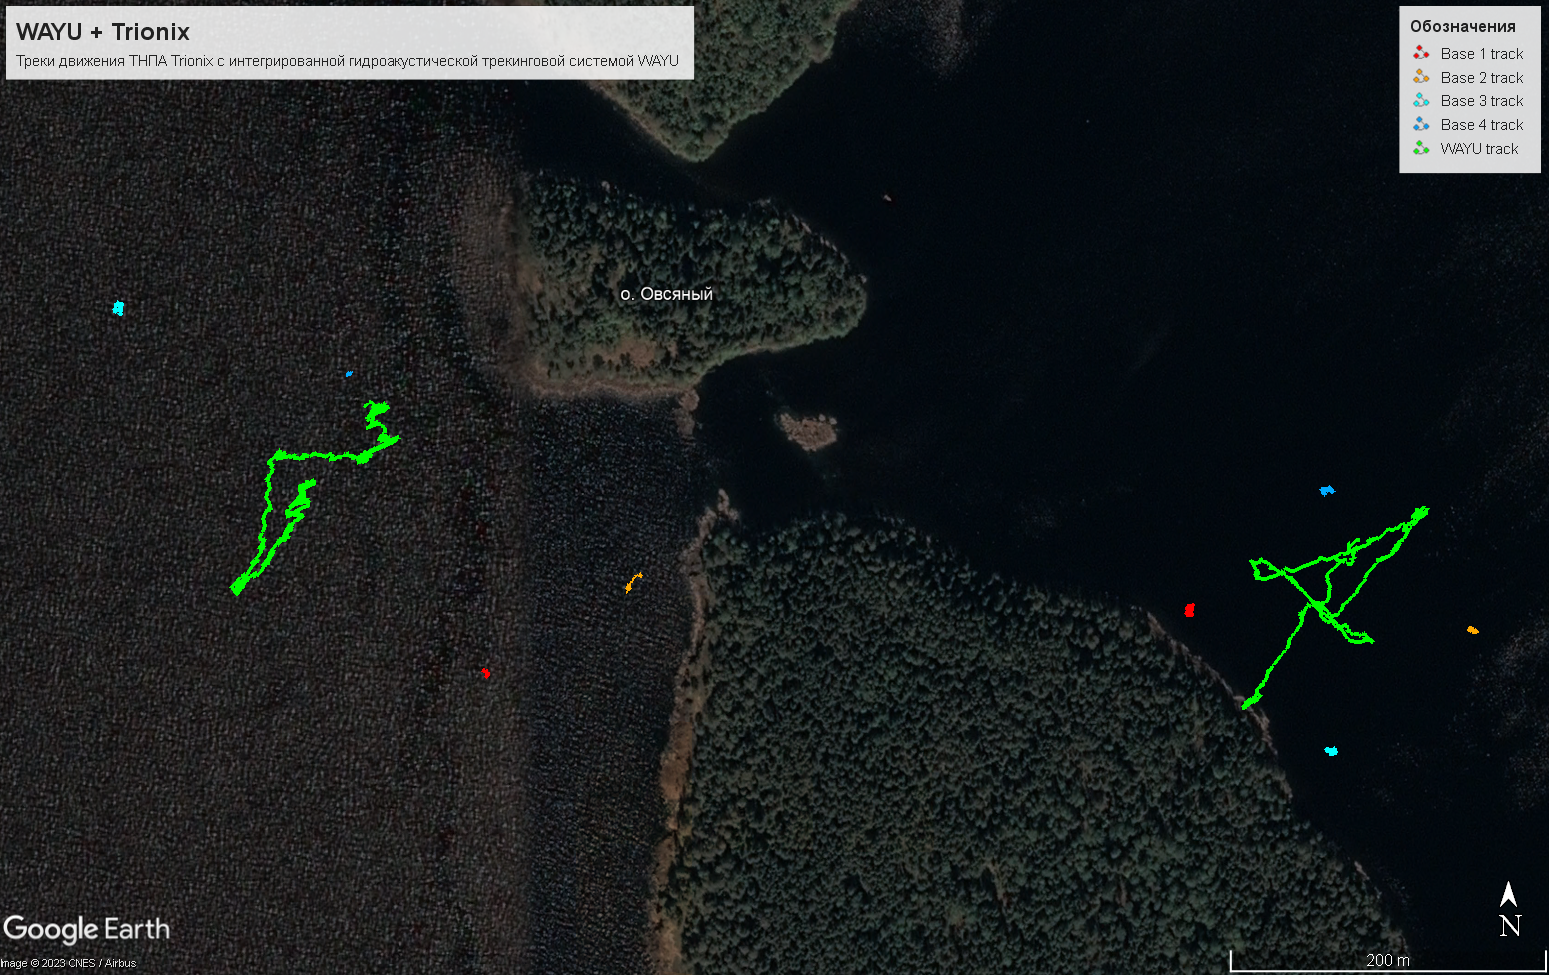 WAYU + Trionix
Треки движения ТНПА Trionix с интегрированной гидроакустической трекинговой системой WAYU
Обозначения
Base 1 track
Base 2 track
Base 3 track
Base 4 track
WAYU track
о. Овсяный
N
Google Earth
Image © 2023 CNES / Airbus
200 m